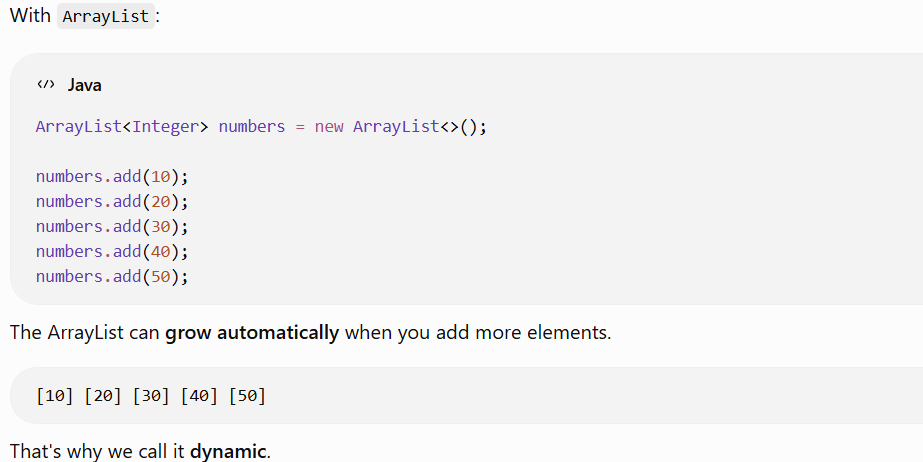 With ArrayList:
</> Java
ArrayList<Integer> numbers = new ArrayList<>();
numbers.add(10);
numbers.add(20);
numbers.add(30);
numbers.add(40);
numbers.add(50);
The ArrayList can grow automatically when you add more elements.
[10] [20] [30] [40] [50]
That's why we call it dynamic.